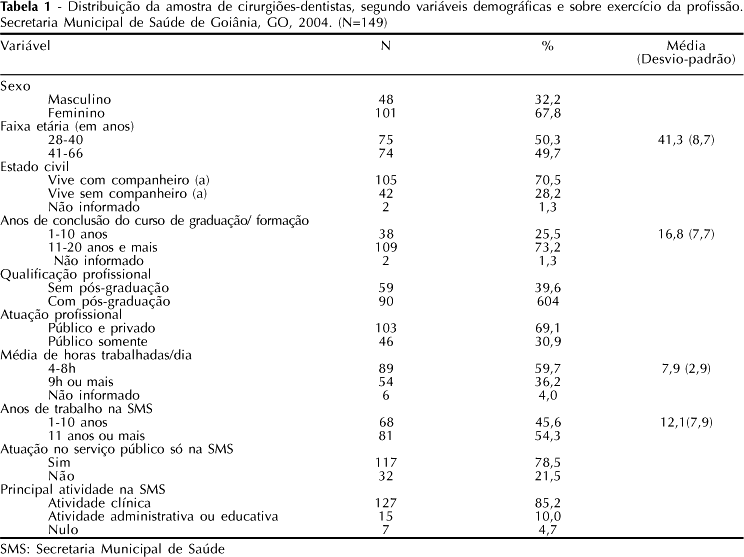 Tabela 1 - Distribuição da amostra de cirurgiões-dentistas, segundo variáveis demográficas e sobre exercício da profissão.
Secretaria Municipal de Saúde de Goiânia, GO, 2004. (N=149)
Variável N % Média
(Desvio-padrão)
Sexo
Masculino 48 32,2
Feminino 101 67,8
Faixa etária (em anos)
28-40 75 50,3 41,3 (8,7)
41-66 74 49,7
Estado civil
Vive com companheiro (a) 105 70,5
Vive sem companheiro (a) 42 28,2
Não informado 2 1,3
Anos de conclusão do curso de graduação/ formação
1-10 anos 38 25,5 16,8 (7,7)
11-20 anos e mais 109 73,2
Não informado 2 1,3
Qualificação profissional
Sem pós-graduação 59 39,6
Com pós-graduação 90 604
Atuação profissional
Público e privado 103 69,1
Público somente 46 30,9
Média de horas trabalhadas/dia
4-8h 89 59,7 7,9 (2,9)
9h ou mais 54 36,2
Não informado 6 4,0
Anos de trabalho na SMS
1-10 anos 68 45,6 12,1(7,9)
11 anos ou mais 81 54,3
Atuação no serviço público só na SMS
Sim 117 78,5
Não 32 21,5
Principal atividade na SMS
Atividade clínica 127 85,2
Atividade administrativa ou educativa 15 10,0
Nulo 7 4,7
SMS: Secretaria Municipal de Saúde